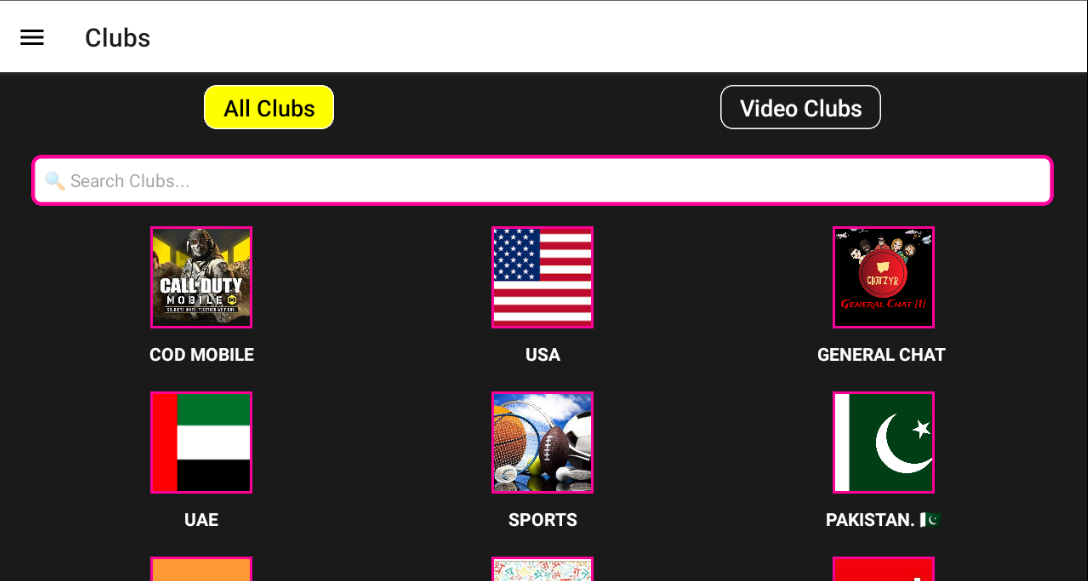 Clubs
All Clubs
Video Clubs
🔍 Search Clubs...
CALL OF DUTY
MOBILE
CHATZYR
GENERAL CHAT
COD MOBILE
USA
GENERAL CHAT
UAE
SPORTS
PAKISTAN. 🇵🇰